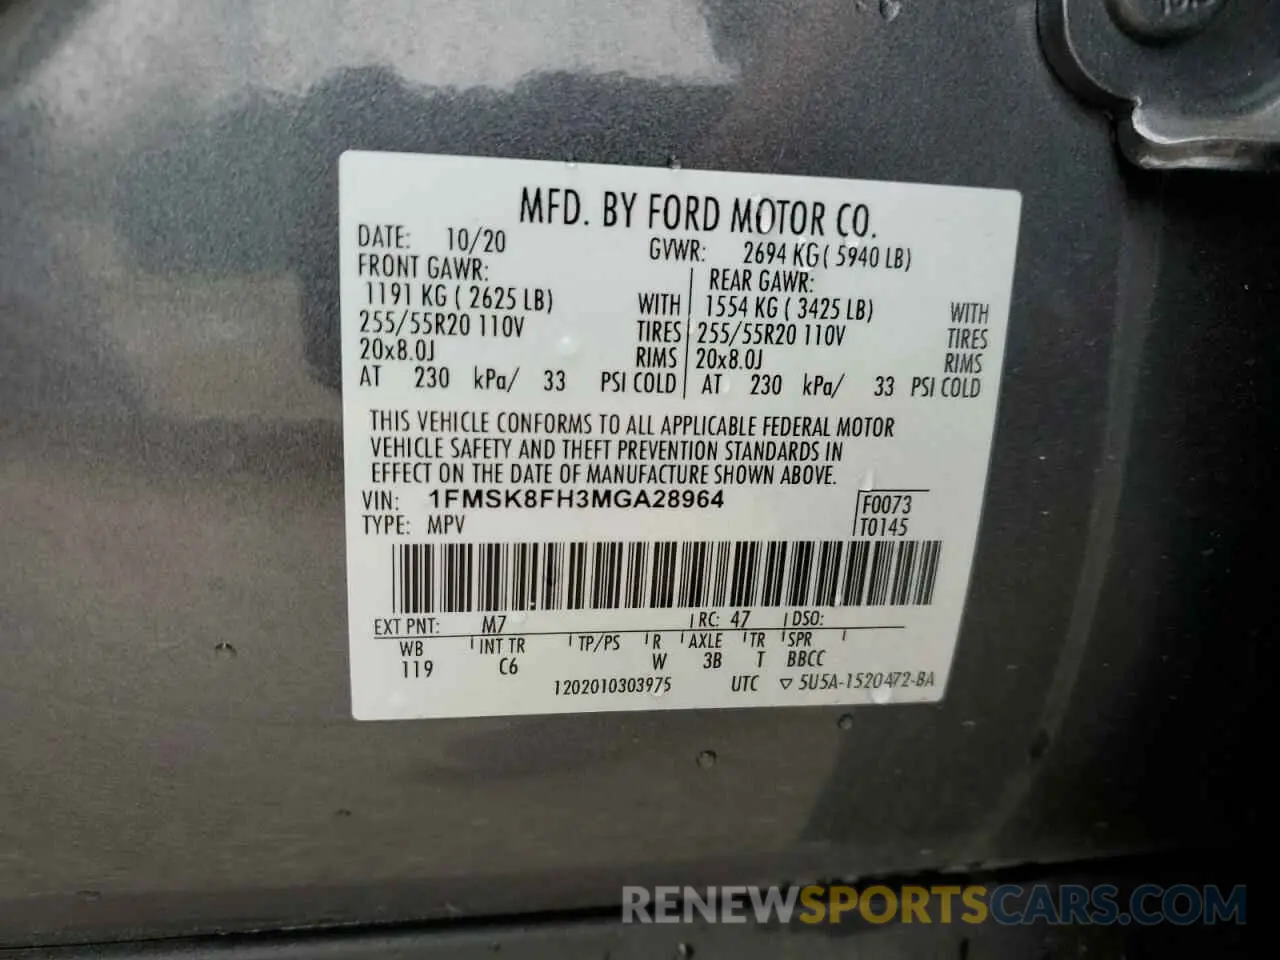 MFD. BY FORD MOTOR CO.
DATE: 10/20 GVWR: 2694 KG ( 5940 LB)
FRONT GAWR: REAR GAWR:
1191 KG ( 2625 LB) WITH 1554 KG ( 3425 LB) WITH
255/55R20 110V TIRES 255/55R20 110V TIRES
20x8.0J RIMS 20x8.0J RIMS
AT 230 kPa/ 33 PSI COLD AT 230 kPa/ 33 PSI COLD
THIS VEHICLE CONFORMS TO ALL APPLICABLE FEDERAL MOTOR
VEHICLE SAFETY AND THEFT PREVENTION STANDARDS IN
EFFECT ON THE DATE OF MANUFACTURE SHOWN ABOVE.
VIN: 1FMSK8FH3MGA28964 F0073
TYPE: MPV T0145
EXT PNT: M7 RC: 47 DSO:
WB INT TR TP/PS R AXLE TR SPR
119 C6 W 3B T BBCC
1202010303975 UTC ▽ 5U5A-1520472-BA
RENEWSPORTSCARS.COM